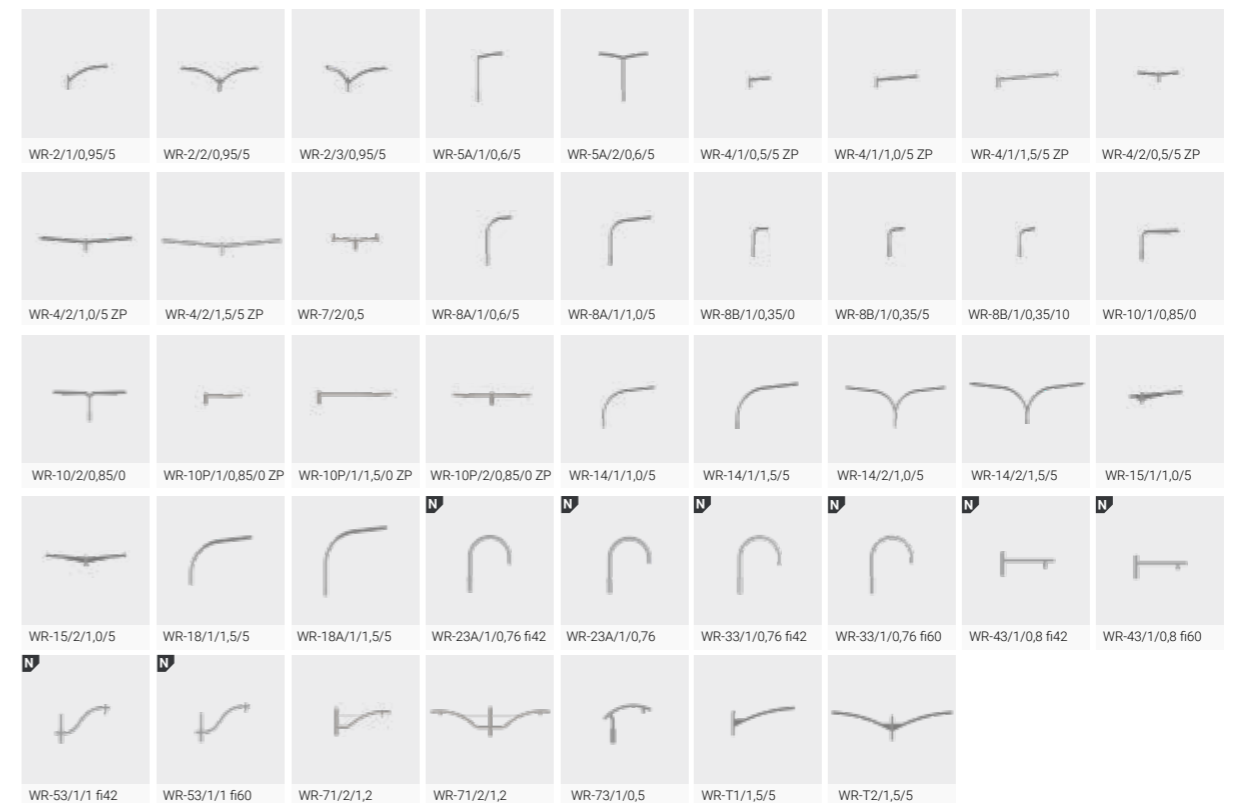 WR-2/1/0,95/5 WR-2/2/0,95/5 WR-2/3/0,95/5 WR-5A/1/0,6/5 WR-5A/2/0,6/5 WR-4/1/0,5/5 ZP WR-4/1/1,0/5 ZP WR-4/1/1,5/5 ZP WR-4/2/0,5/5 ZP
WR-4/2/1,0/5 ZP WR-4/2/1,5/5 ZP WR-7/2/0,5 WR-8A/1/0,6/5 WR-8A/1/1,0/5 WR-8B/1/0,35/0 WR-8B/1/0,35/5 WR-8B/1/0,35/10 WR-10/1/0,85/0
WR-10/2/0,85/0 WR-10P/1/0,85/0 ZP WR-10P/1/1,5/0 ZP WR-10P/2/0,85/0 ZP WR-14/1/1,0/5 WR-14/1/1,5/5 WR-14/2/1,0/5 WR-14/2/1,5/5 WR-15/1/1,0/5
N N N N N N
WR-15/2/1,0/5 WR-18/1/1,5/5 WR-18A/1/1,5/5 WR-23A/1/0,76 fi42 WR-23A/1/0,76 WR-33/1/0,76 fi42 WR-33/1/0,76 fi60 WR-43/1/0,8 fi42 WR-43/1/0,8 fi60
N N
WR-53/1/1 fi42 WR-53/1/1 fi60 WR-71/2/1,2 WR-71/2/1,2 WR-73/1/0,5 WR-T1/1,5/5 WR-T2/1,5/5